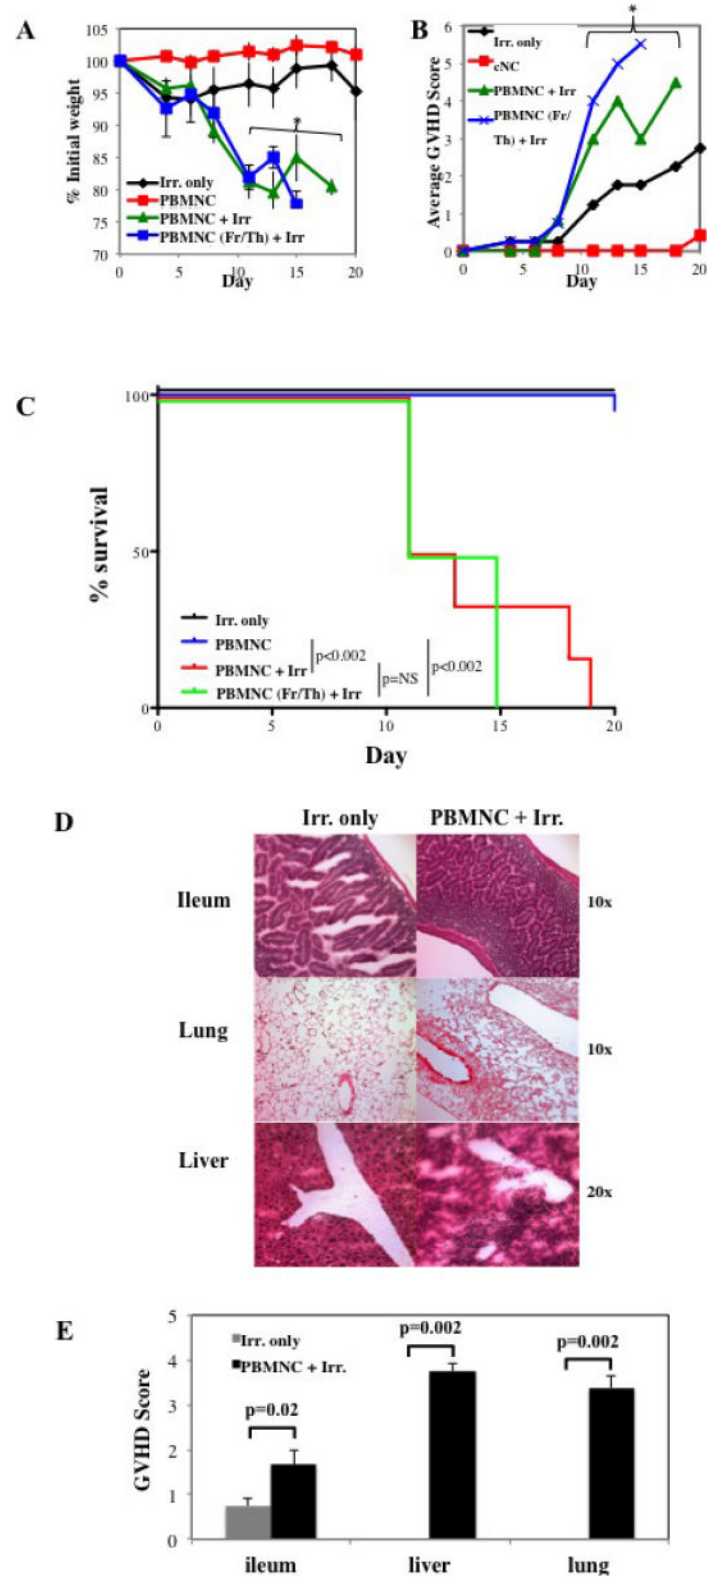 A
105
100
95
90
85
80
75
70
% Initial weight
*
Irr. only
PBMNC
PBMNC + Irr
PBMNC (Fr/Th) + Irr
0
5
10
15
20
Day
B
6
5
4
3
2
1
0
Average GVHD Score
*
Irr. only
cNC
PBMNC + Irr
PBMNC (Fr/
Th) + Irr
0
5
10
15
20
Day
C
100
50
0
% survival
Irr. only
PBMNC
PBMNC + Irr
PBMNC (Fr/Th) + Irr
p<0.002
p=NS
p<0.002
0
5
10
15
20
Day
D
Irr. only PBMNC + Irr.
Ileum
10x
Lung
10x
Liver
20x
E
5
4
3
2
1
0
GVHD Score
Irr. only
PBMNC + Irr.
p=0.02
p=0.002
p=0.002
ileum liver lung